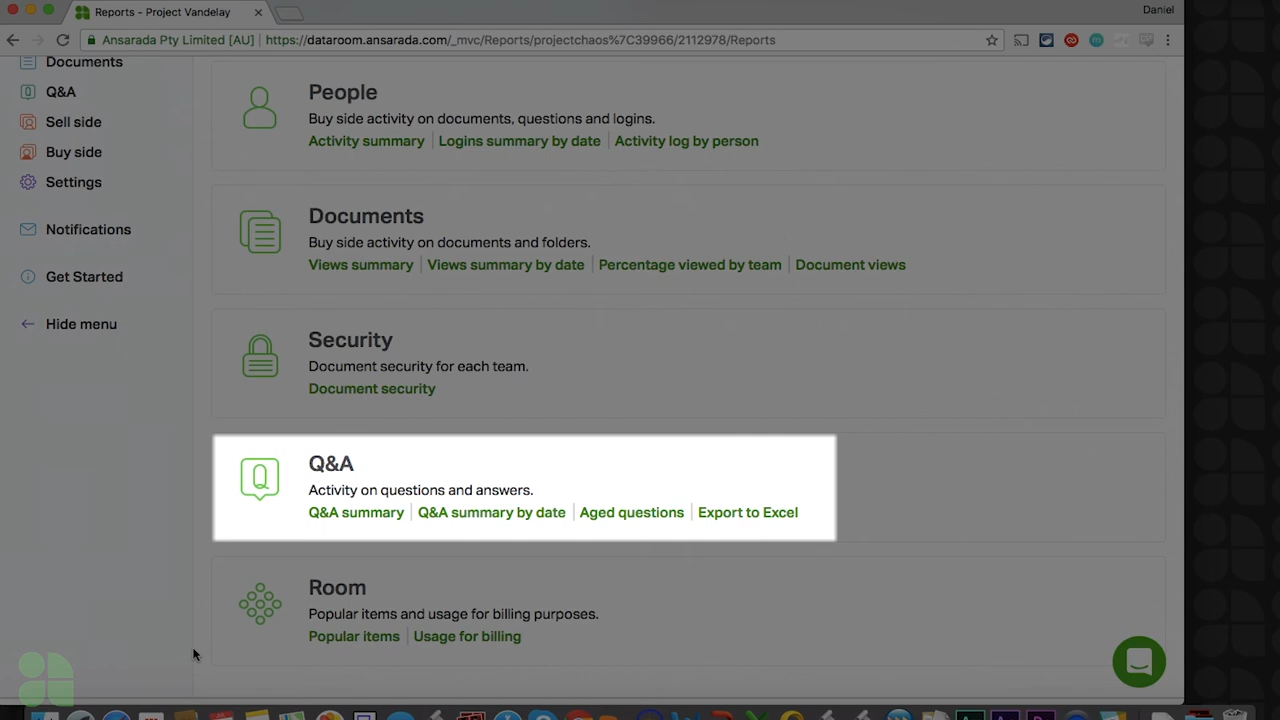 Reports - Project Vandelay
Daniel
Ansarada Pty Limited [AU] https://dataroom.ansarada.com/_mvc/Reports/projectchaos%7C39966/2112978/Reports
Documents
Q&A
Sell side
Buy side
Settings
Notifications
Get Started
Hide menu
People
Buy side activity on documents, questions and logins.
Activity summary Logins summary by date Activity log by person
Documents
Buy side activity on documents and folders.
Views summary Views summary by date Percentage viewed by team Document views
Security
Document security for each team.
Document security
Q&A
Activity on questions and answers.
Q&A summary Q&A summary by date Aged questions Export to Excel
Room
Popular items and usage for billing purposes.
Popular items Usage for billing